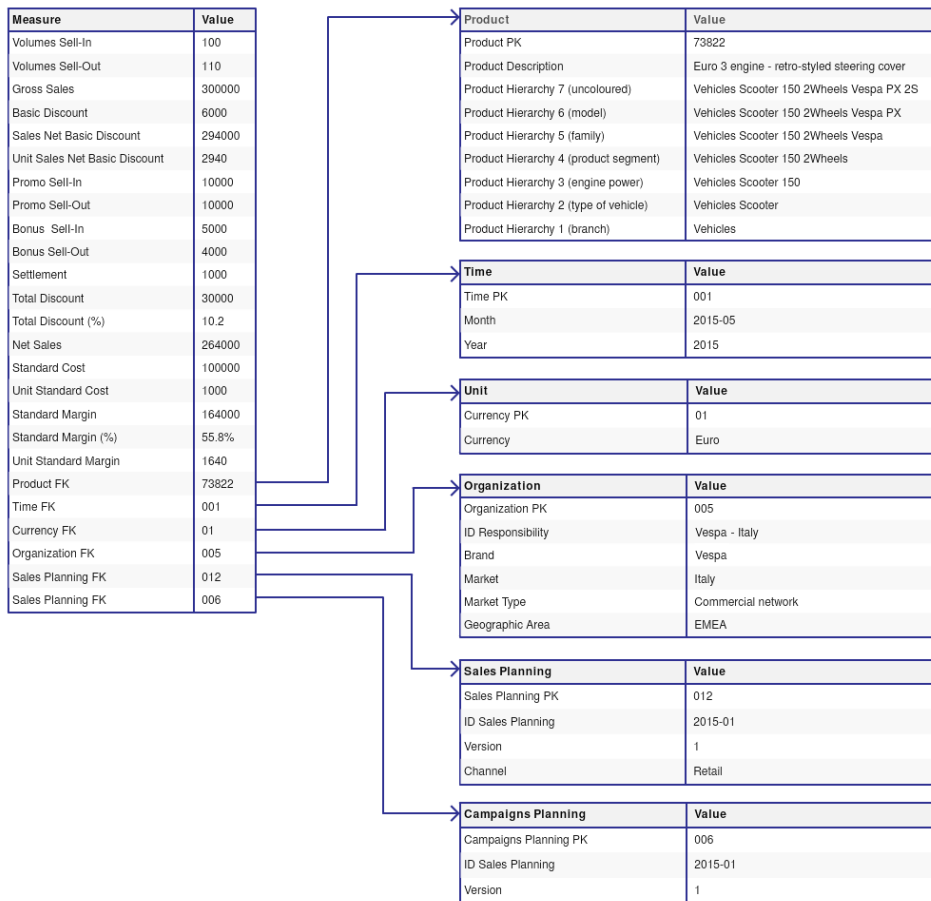 Measure Value
Volumes Sell-In 100
Volumes Sell-Out 110
Gross Sales 300000
Basic Discount 6000
Sales Net Basic Discount 294000
Unit Sales Net Basic Discount 2940
Promo Sell-In 10000
Promo Sell-Out 10000
Bonus Sell-In 5000
Bonus Sell-Out 4000
Settlement 1000
Total Discount 30000
Total Discount (%) 10.2
Net Sales 264000
Standard Cost 100000
Unit Standard Cost 1000
Standard Margin 164000
Standard Margin (%) 55.8%
Unit Standard Margin 1640
Product FK 73822
Time FK 001
Currency FK 01
Organization FK 005
Sales Planning FK 012
Sales Planning FK 006
Product Value
Product PK 73822
Product Description Euro 3 engine - retro-styled steering cover
Product Hierarchy 7 (uncoloured) Vehicles Scooter 150 2Wheels Vespa PX 2S
Product Hierarchy 6 (model) Vehicles Scooter 150 2Wheels Vespa PX
Product Hierarchy 5 (family) Vehicles Scooter 150 2Wheels Vespa
Product Hierarchy 4 (product segment) Vehicles Scooter 150 2Wheels
Product Hierarchy 3 (engine power) Vehicles Scooter 150
Product Hierarchy 2 (type of vehicle) Vehicles Scooter
Product Hierarchy 1 (branch) Vehicles
Time Value
Time PK 001
Month 2015-05
Year 2015
Unit Value
Currency PK 01
Currency Euro
Organization Value
Organization PK 005
ID Responsibility Vespa - Italy
Brand Vespa
Market Italy
Market Type Commercial network
Geographic Area EMEA
Sales Planning Value
Sales Planning PK 012
ID Sales Planning 2015-01
Version 1
Channel Retail
Campaigns Planning Value
Campaigns Planning PK 006
ID Sales Planning 2015-01
Version 1